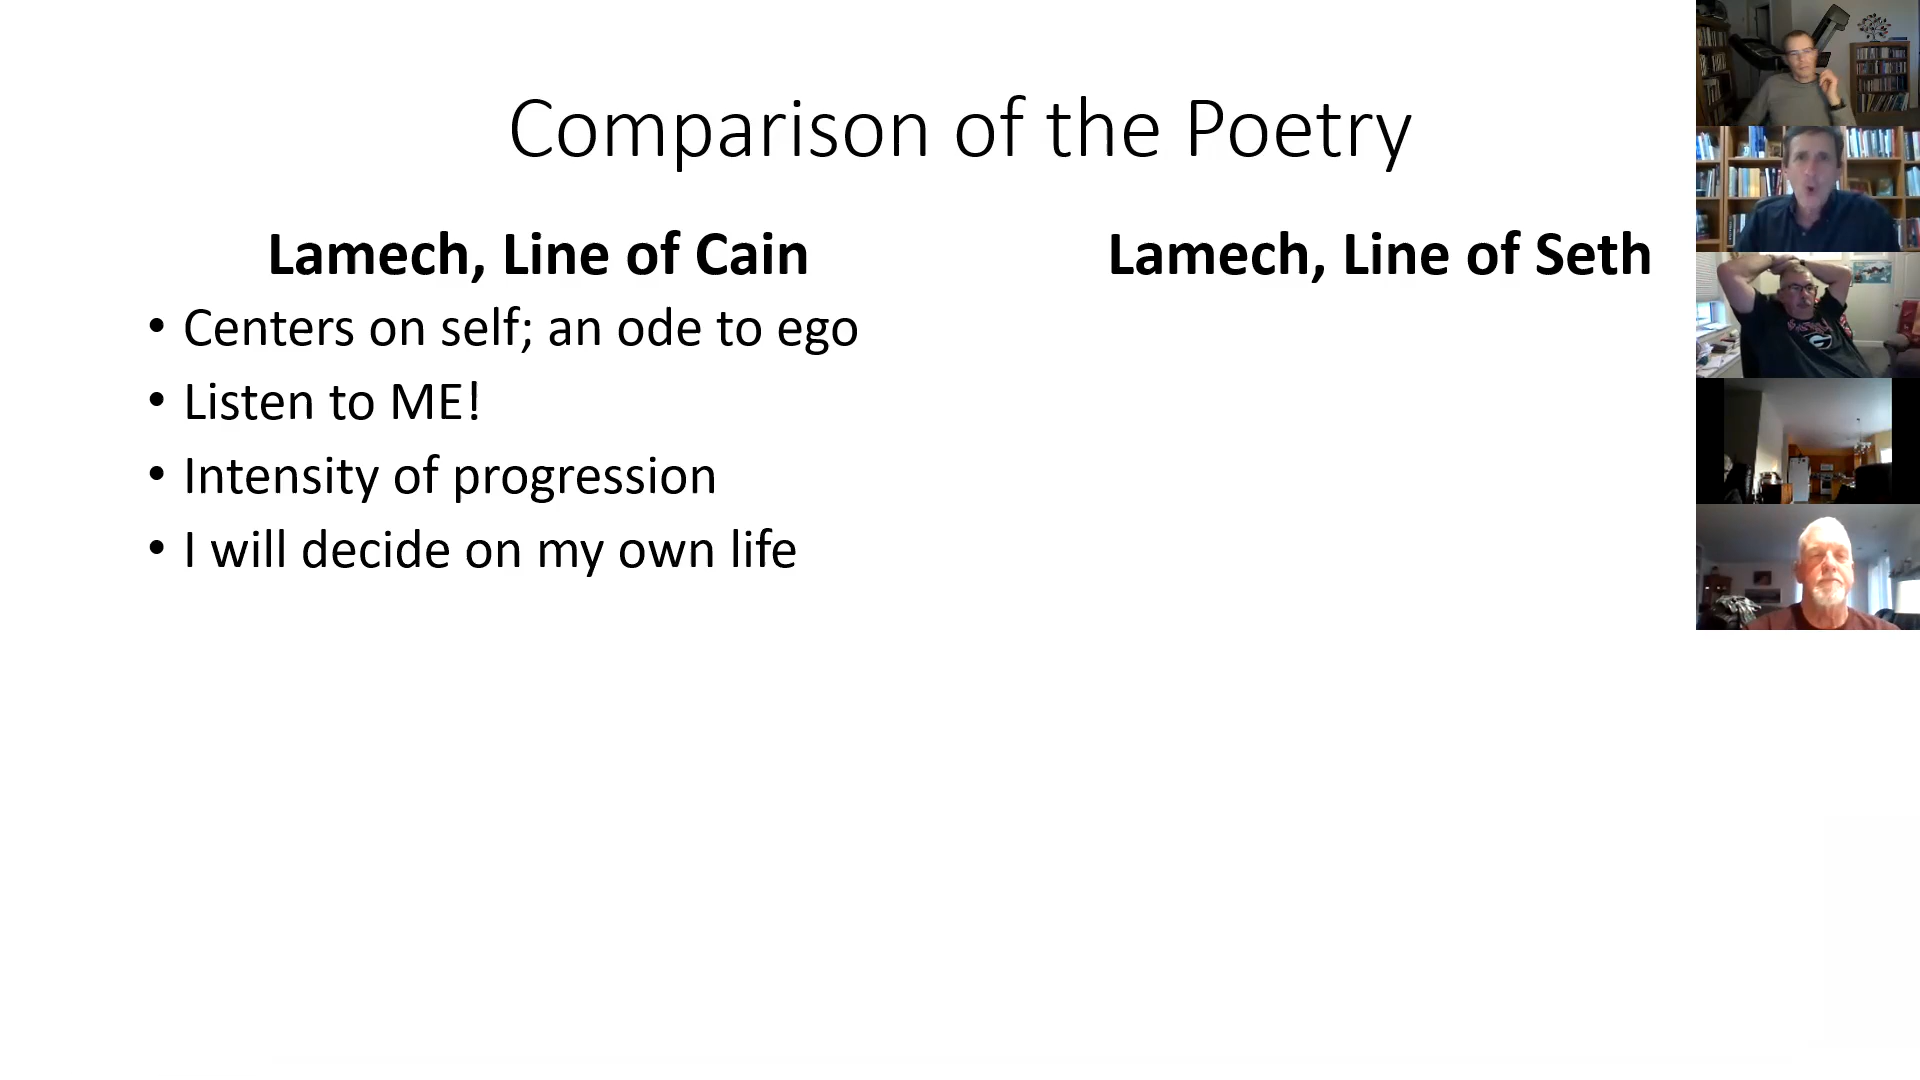 Comparison of the Poetry
Lamech, Line of Cain
• Centers on self; an ode to ego
• Listen to ME!
• Intensity of progression
• I will decide on my own life
Lamech, Line of Seth